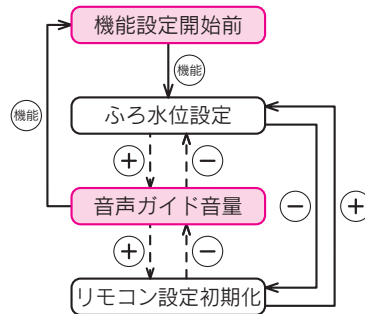 機能設定開始前
機能
機能
ふろ水位設定
+ −
音声ガイド音量
− +
+ −
リモコン設定初期化